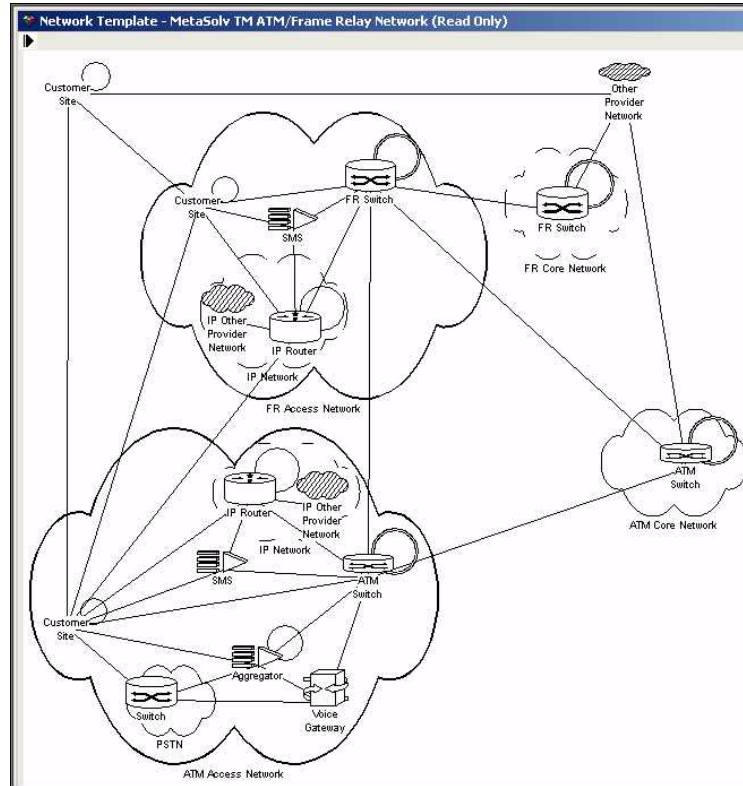 Network Template - MetaSolv TM ATM/Frame Relay Network (Read Only)
Customer
Site
Other
Provider
Network
Customer
Site
FR Switch
SMS
FR Switch
FR Core Network
IP Other
Provider
Network
IP Router
IP Network
FR Access Network
IP Router
IP Other
Provider
Network
IP Network
ATM
Switch
ATM Core Network
SMS
ATM
Switch
Customer
Site
Aggregator
Switch
Voice
Gateway
PSTN
ATM Access Network